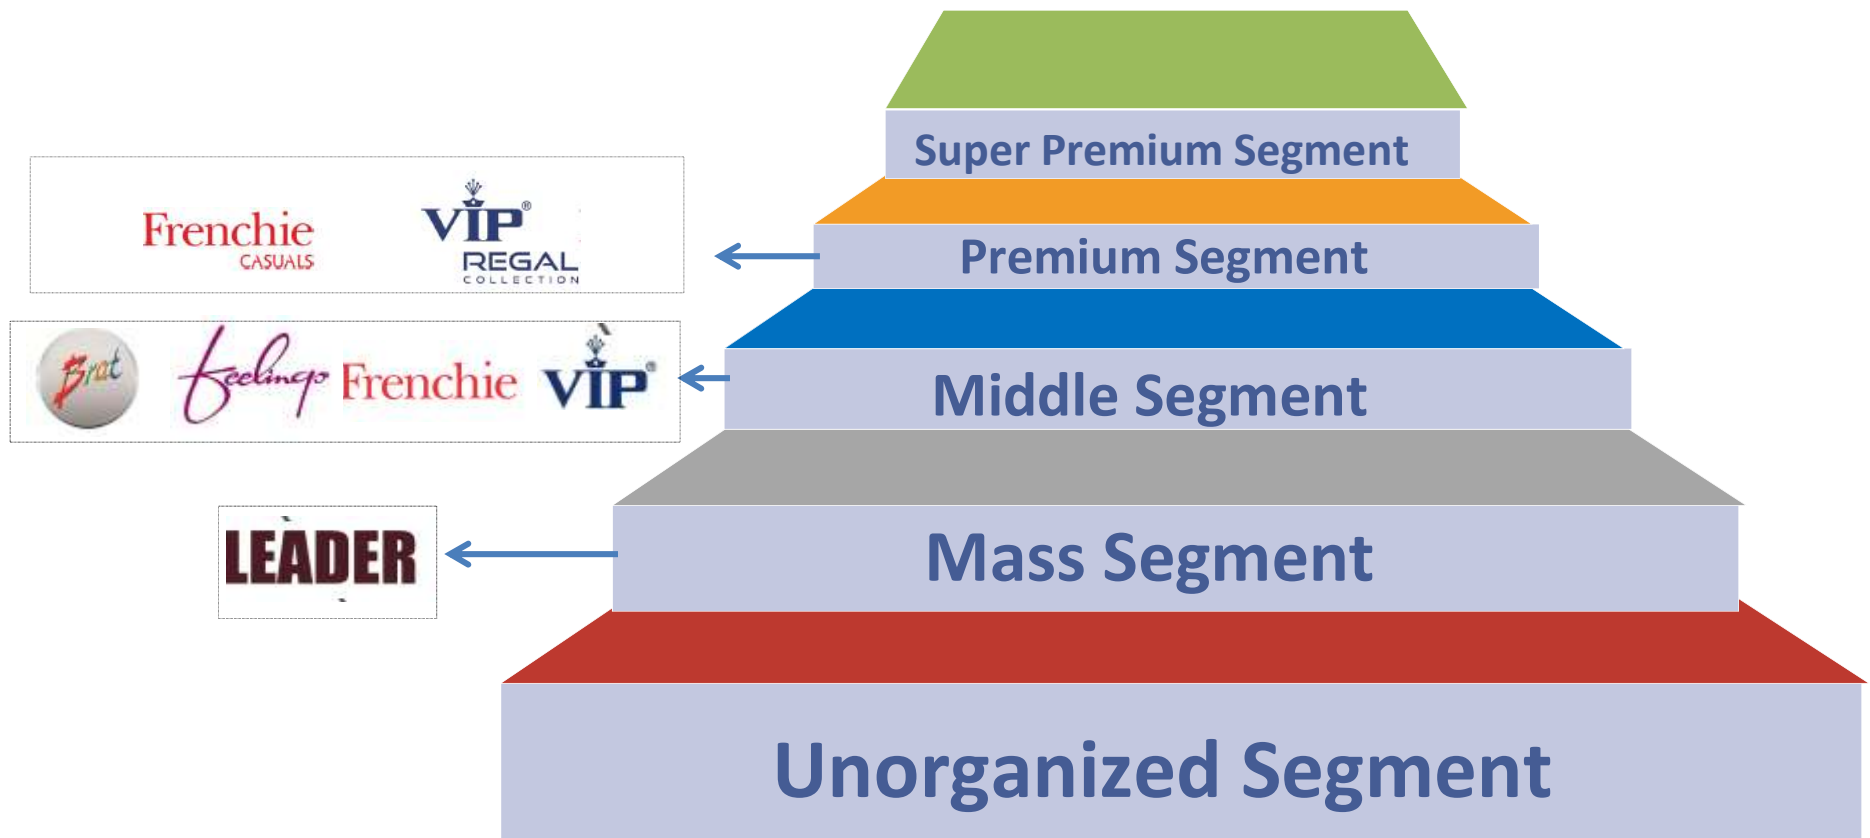 Super Premium Segment
Frenchie
CASUALS
VIP®
REGAL
COLLECTION
Premium Segment
Brat
feelings
Frenchie
VIP®
Middle Segment
LEADER
Mass Segment
Unorganized Segment